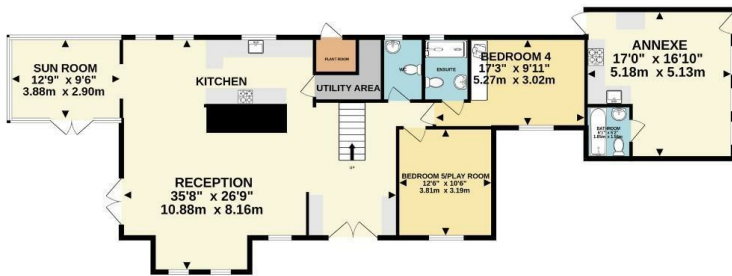 SUN ROOM
12'9" x 9'6"
3.88m x 2.90m
KITCHEN
PLANT ROOM
UTILITY AREA
WC
ENSUITE
BEDROOM 4
17'3" x 9'11"
5.27m x 3.02m
ANNEXE
17'0" x 16'10"
5.18m x 5.13m
BATHROOM
UP
BEDROOM 5/PLAY ROOM
12'6" x 10'6"
3.81m x 3.19m
RECEPTION
35'8" x 26'9"
10.88m x 8.16m